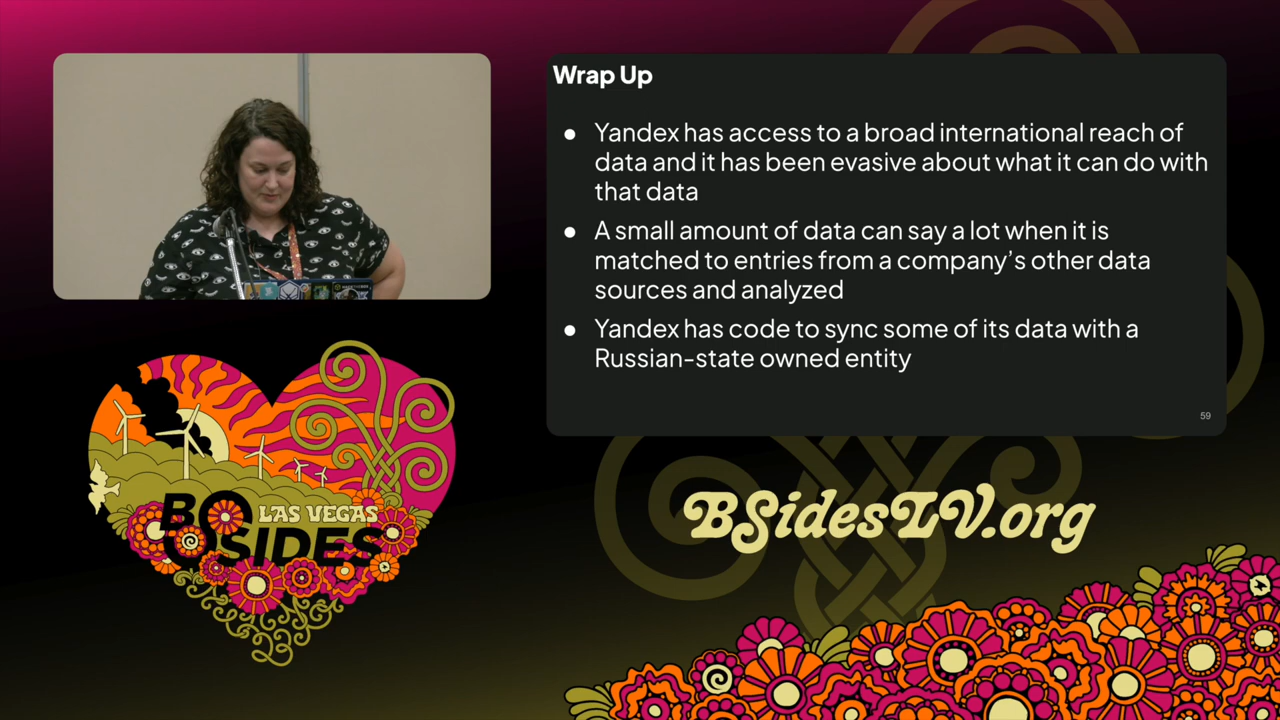 Wrap Up
● Yandex has access to a broad international reach of
data and it has been evasive about what it can do with
that data
● A small amount of data can say a lot when it is
matched to entries from a company’s other data
sources and analyzed
● Yandex has code to sync some of its data with a
Russian-state owned entity
59
LAS VEGAS
BSIDES
BSidesLV.org